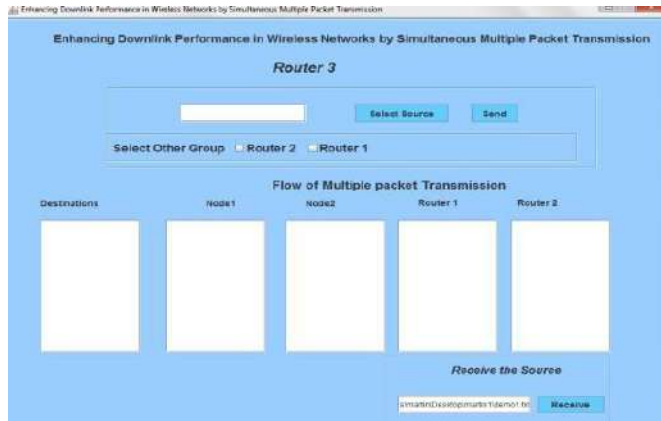 Enhancing Downlink Performance in Wireless Networks by Simultaneous Multiple Packet Transmission
Enhancing Downlink Performance in Wireless Networks by Simultaneous Multiple Packet Transmission
Router 3
Select Source Send
Select Other Group Router 2 Router 1
Flow of Multiple packet Transmission
Destinations Node1 Node2 Router 1 Router 2
Receive the Source
Receive